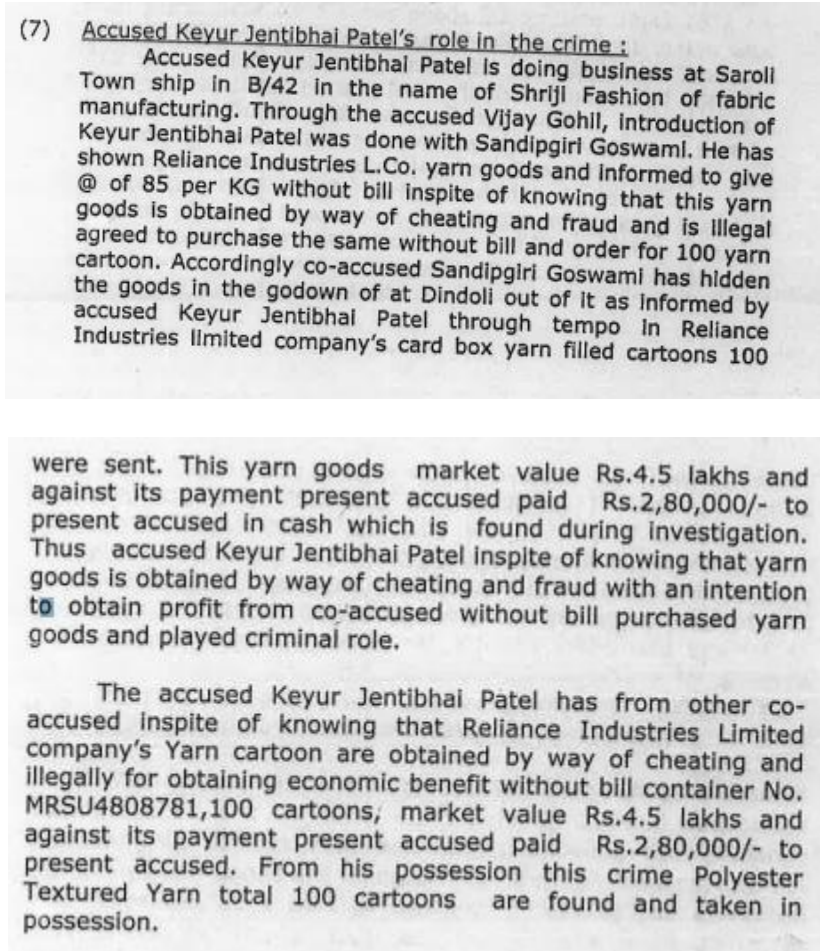 (7) Accused Keyur Jentibhai Patel's role in the crime :
Accused Keyur Jentibhai Patel is doing business at Saroli
Town ship in B/42 in the name of Shriji Fashion of fabric
manufacturing. Through the accused Vijay Gohil, introduction of
Keyur Jentibhai Patel was done with Sandipgiri Goswami. He has
shown Reliance Industries L.Co. yarn goods and informed to give
@ of 85 per KG without bill inspite of knowing that this yarn
goods is obtained by way of cheating and fraud and is illegal
agreed to purchase the same without bill and order for 100 yarn
cartoon. Accordingly co-accused Sandipgiri Goswami has hidden
the goods in the godown of at Dindoli out of it as informed by
accused Keyur Jentibhai Patel through tempo in Reliance
Industries limited company's card box yarn filled cartoons 100
were sent. This yarn goods market value Rs.4.5 lakhs and
against its payment present accused paid Rs.2,80,000/- to
present accused in cash which is found during investigation.
Thus accused Keyur Jentibhai Patel inspite of knowing that yarn
goods is obtained by way of cheating and fraud with an intention
to obtain profit from co-accused without bill purchased yarn
goods and played criminal role.
The accused Keyur Jentibhai Patel has from other co-
accused inspite of knowing that Reliance Industries Limited
company's Yarn cartoon are obtained by way of cheating and
illegally for obtaining economic benefit without bill container No.
MRSU4808781,100 cartoons, market value Rs.4.5 lakhs and
against its payment present accused paid Rs.2,80,000/- to
present accused. From his possession this crime Polyester
Textured Yarn total 100 cartoons are found and taken in
possession.